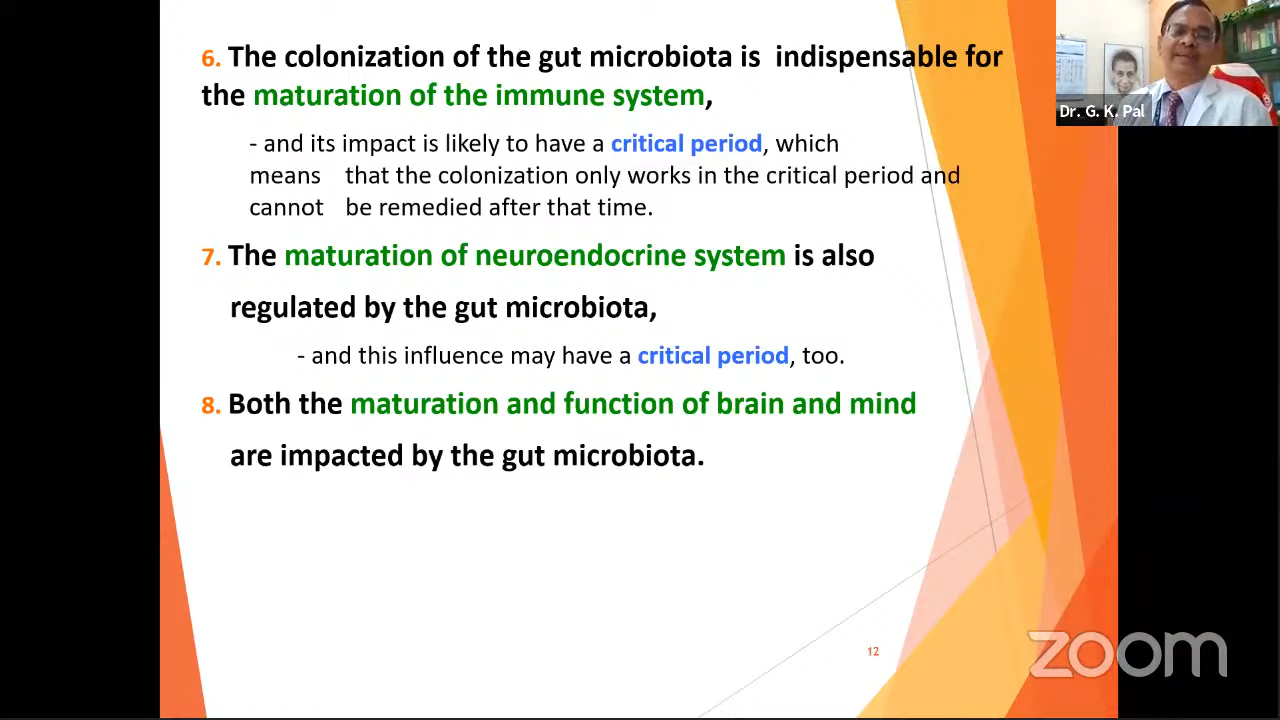 6. The colonization of the gut microbiota is indispensable for
the maturation of the immune system,
- and its impact is likely to have a critical period, which
means that the colonization only works in the critical period and
cannot be remedied after that time.
7. The maturation of neuroendocrine system is also
regulated by the gut microbiota,
- and this influence may have a critical period, too.
8. Both the maturation and function of brain and mind
are impacted by the gut microbiota.
12
Dr. G. K. Pal
zoom